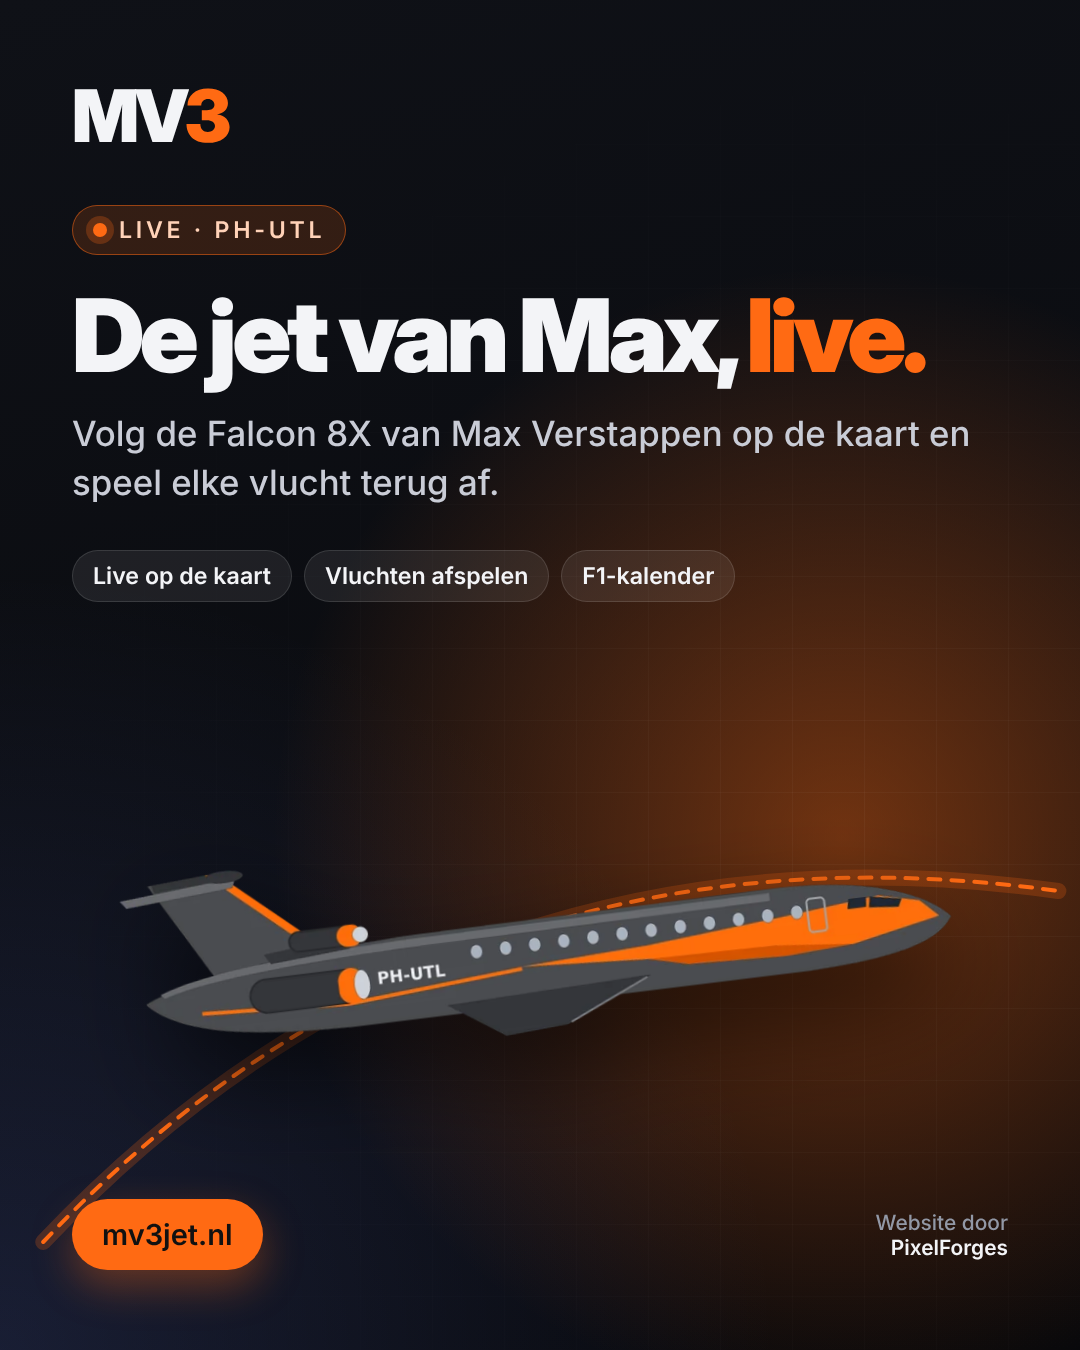 MV3
LIVE · PH-UTL
De jet van Max, live.
Volg de Falcon 8X van Max Verstappen op de kaart en
speel elke vlucht terug af.
Live op de kaart
Vluchten afspelen
F1-kalender
PH-UTL
mv3jet.nl
Website door
PixelForges